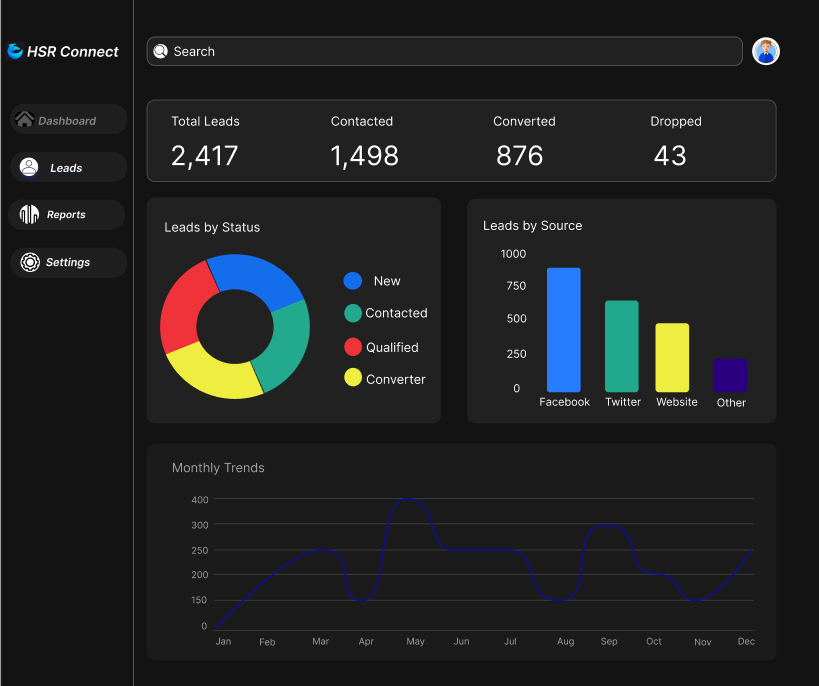 HSR Connect
Search
Dashboard
Leads
Reports
Settings
Total Leads
Contacted
Converted
Dropped
2,417
1,498
876
43
Leads by Status
New
Contacted
Qualified
Converter
Leads by Source
1000
750
500
250
0
Facebook Twitter Website Other
Monthly Trends
400
300
250
200
150
0
Jan Feb Mar Apr May Jun Jul Aug Sep Oct Nov Dec